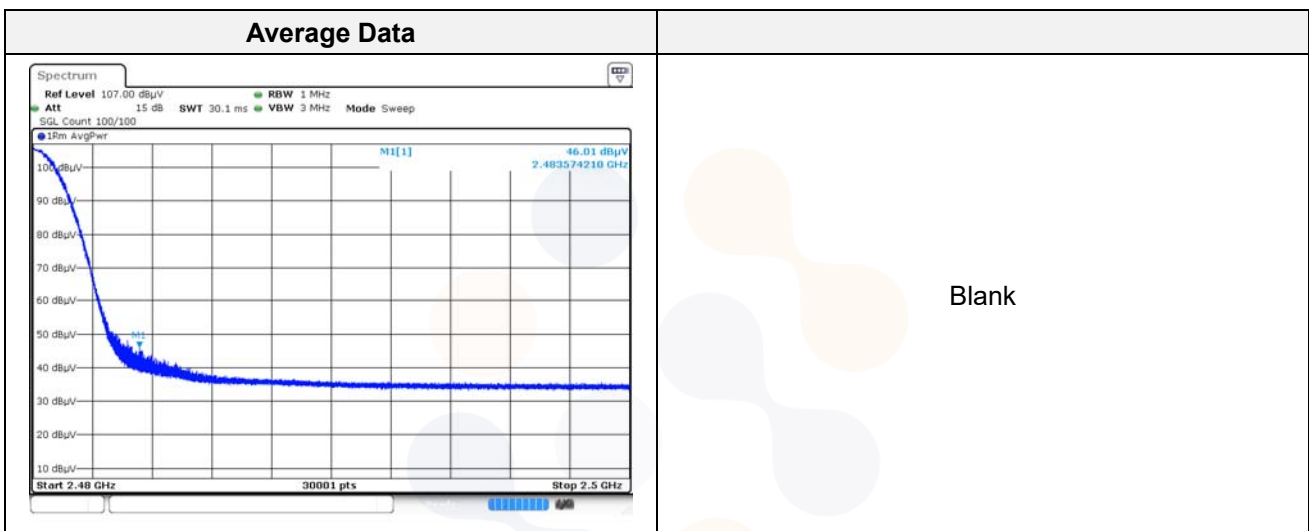 Average Data
Spectrum
Ref Level 107.00 dBµV RBW 1 MHz
Att 15 dB SWT 30.1 ms VBW 3 MHz Mode Sweep
SGL Count 100/100
1Rm AvgPwr
M1[1] 46.01 dBµV
2.483574210 GHz
100 dBµV
90 dBµV
80 dBµV
70 dBµV
60 dBµV
50 dBµV
M1
40 dBµV
30 dBµV
20 dBµV
10 dBµV
Start 2.48 GHz 30001 pts Stop 2.5 GHz
Blank